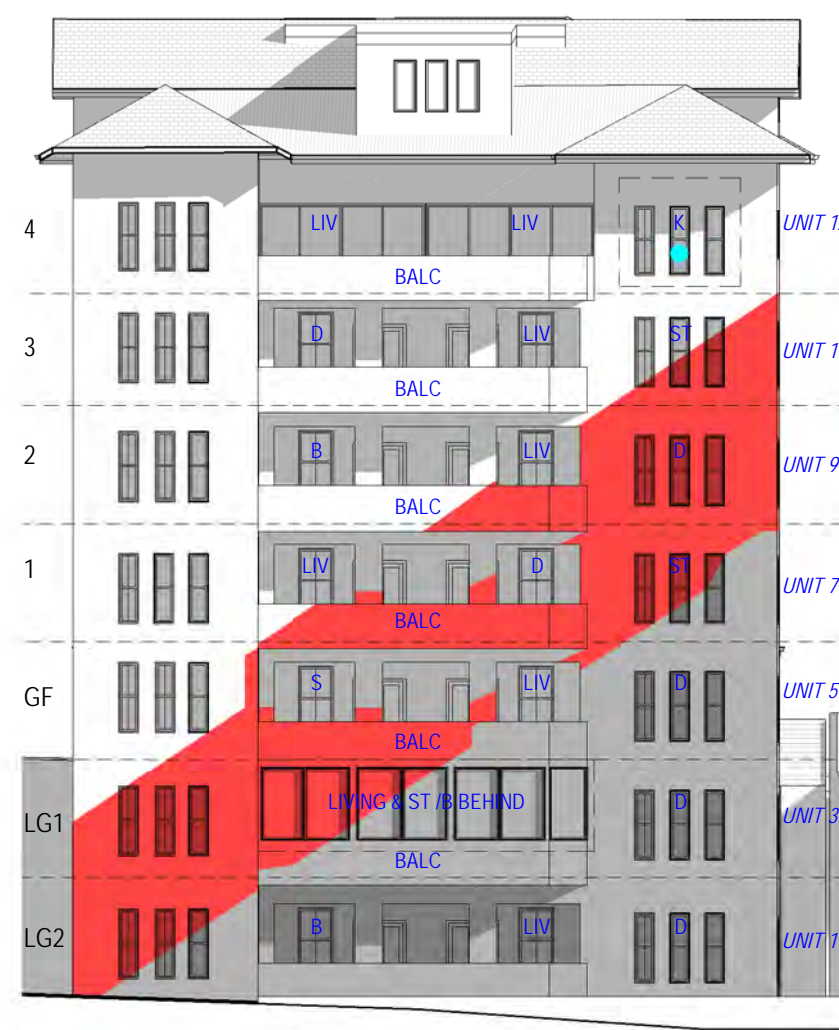 4 LIV LIV K UNIT 1
BALC
3 D LIV ST UNIT 1
BALC
2 B LIV D UNIT 9
BALC
1 LIV D ST UNIT 7
BALC
GF S LIV D UNIT 5
BALC
LG1 LIVING & ST /B BEHIND D UNIT 3
BALC
LG2 B LIV D UNIT 1